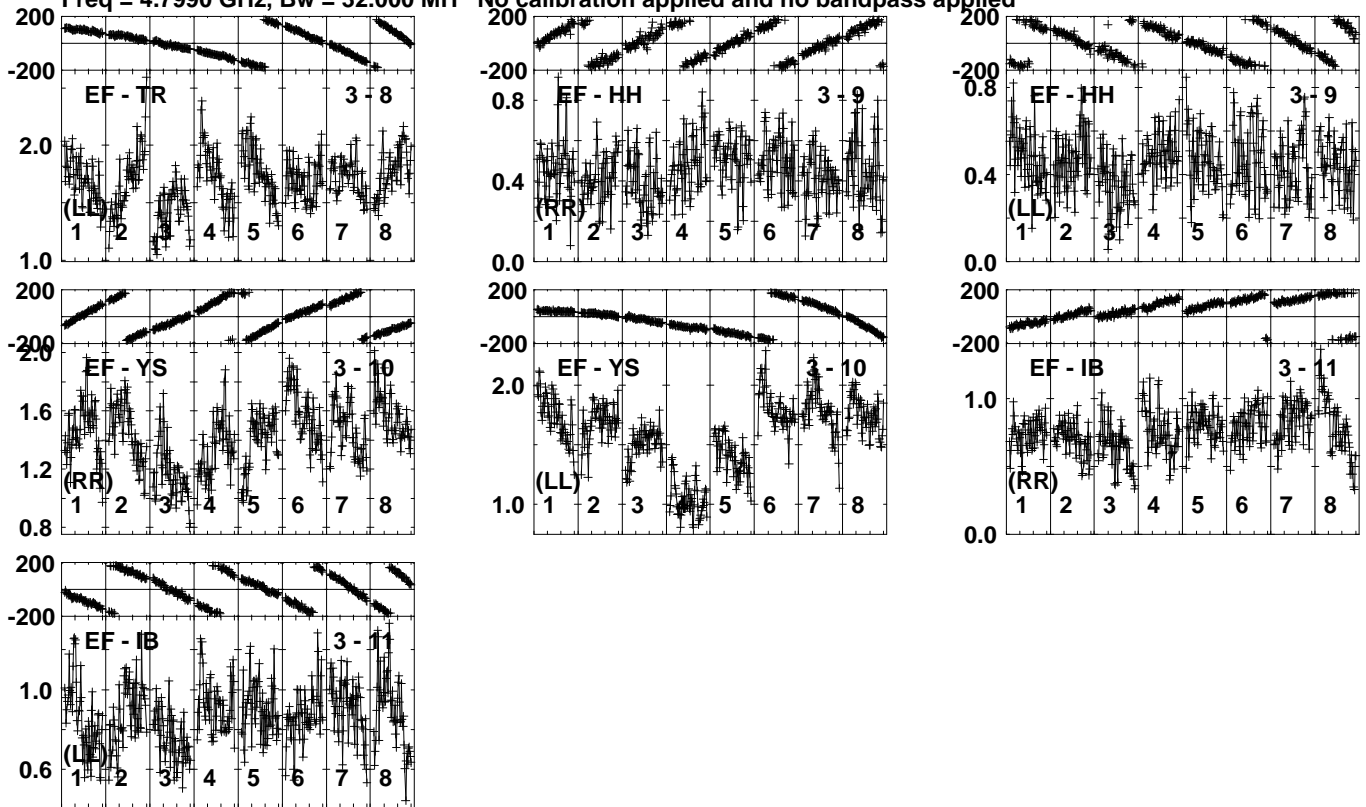 Freq = 4.7990 GHz, Bw = 32.000 MH No calibration applied and no bandpass applied
200
-200
EF - TR 3 - 8
2.0
(LL)
1 2 3 4 5 6 7 8
1.0
200
-200
EF - HH 3 - 9
0.8
0.4
(RR)
1 2 3 4 5 6 7 8
0.0
200
-200
EF - HH 3 - 9
0.8
0.4
(LL)
1 2 3 4 5 6 7 8
0.0
200
-200
2.0
EF - YS 3 - 10
1.6
1.2
(RR)
1 2 3 4 5 6 7 8
0.8
200
-200
EF - YS 3 - 10
2.0
(LL)
1.0
1 2 3 4 5 6 7 8
200
-200
EF - IB 3 - 11
1.0
(RR)
1 2 3 4 5 6 7 8
0.0
200
-200
EF - IB 3 - 11
1.0
(LL)
0.6
1 2 3 4 5 6 7 8